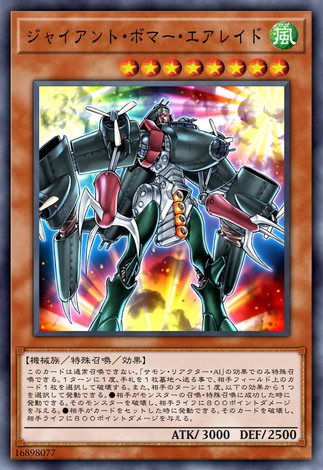 ジャイアント・ボマー・エアレイド
風
【機械族／特殊召喚／効果】
このカードは通常召喚できない。「サモン・リアクター・AI」の効果でのみ特殊
召喚できる。１ターンに１度、手札を１枚墓地へ送る事で、相手フィールド上のカ
ード１枚を選択して破壊する。また、相手のターンに１度、以下の効果から１つ
を選択して発動できる。●相手がモンスターの召喚・特殊召喚に成功した時に
発動できる。そのモンスターを破壊し、相手ライフに８００ポイントダメージ
を与える。●相手がカードをセットした時に発動できる。そのカードを破壊し、
相手ライフに８００ポイントダメージを与える。
ATK/ 3000 DEF/2500
16898077